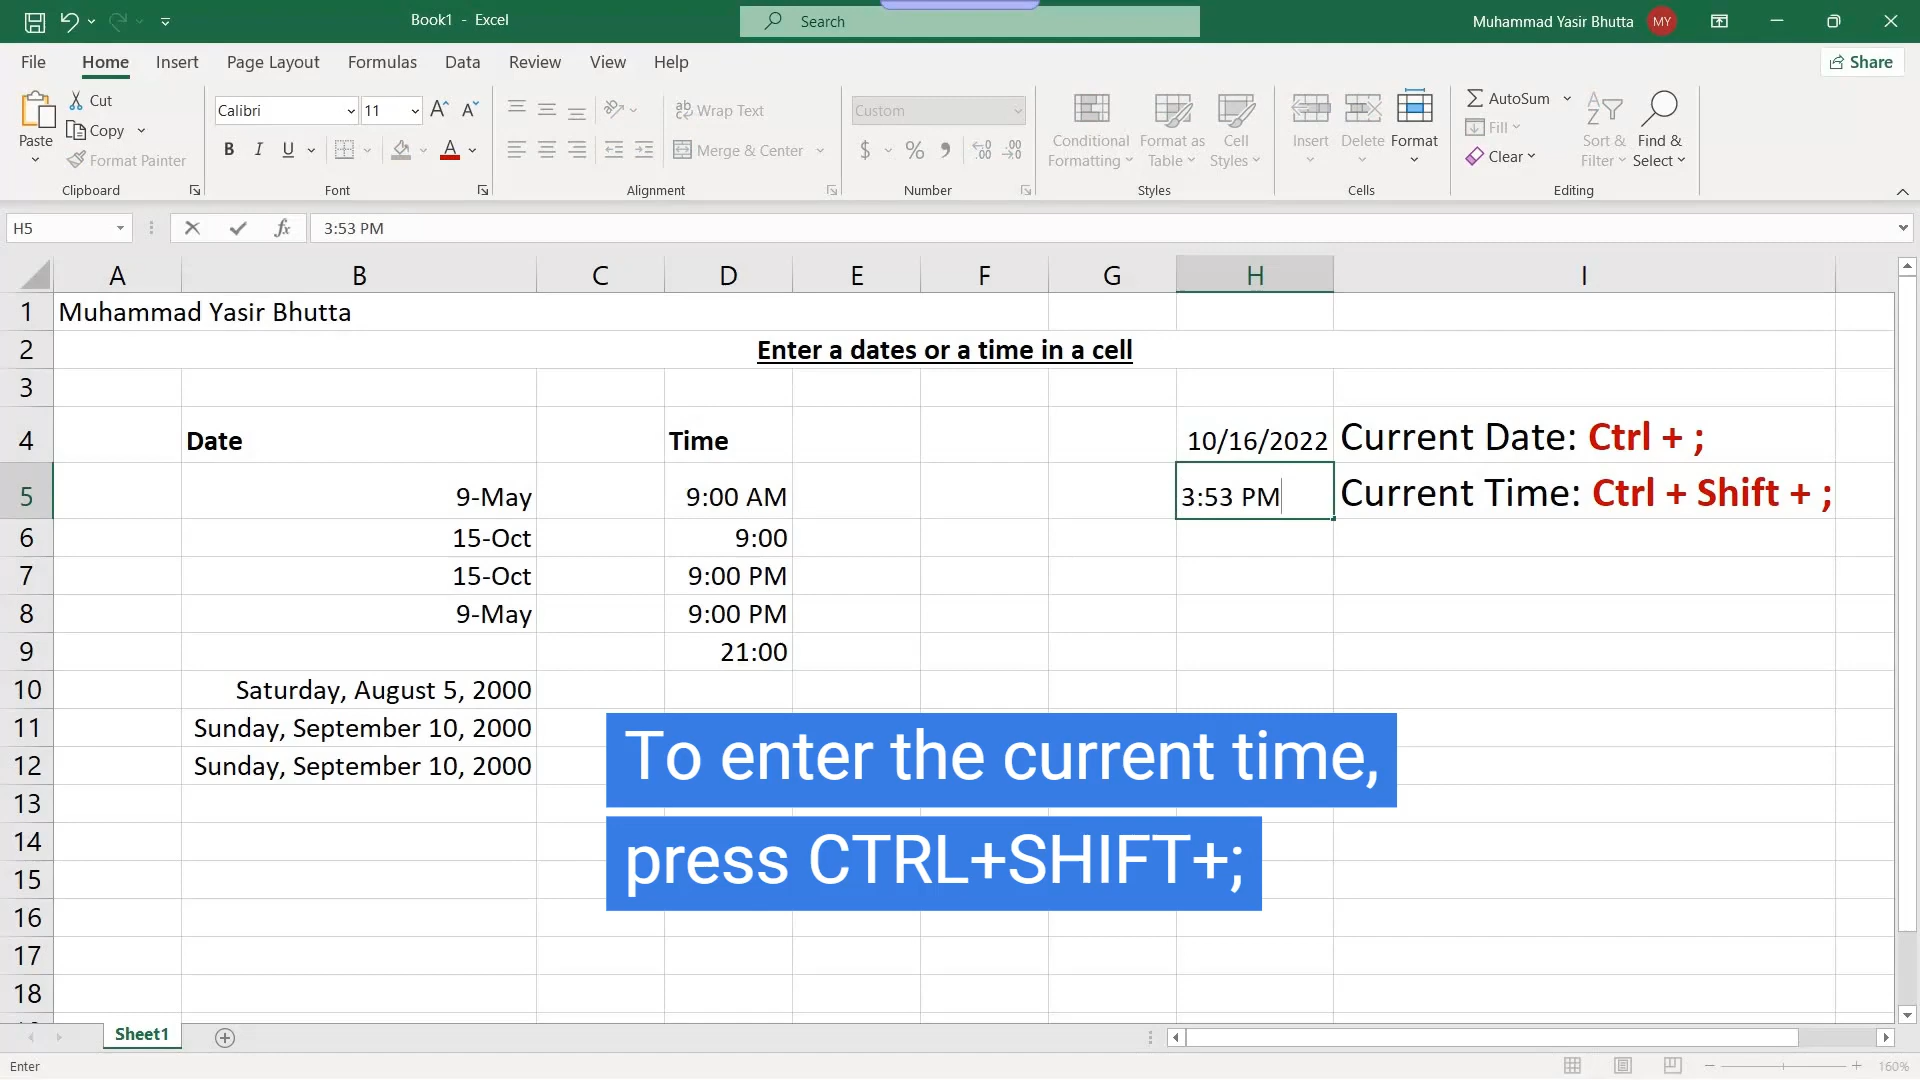 Book1 - Excel
Search
Muhammad Yasir Bhutta MY
File Home Insert Page Layout Formulas Data Review View Help
Share
Paste
Cut
Copy
Format Painter
Clipboard
Calibri 11
B I U
Font
ab Wrap Text
Merge & Center
Alignment
Custom
$ % 9
Number
Conditional Formatting
Format as Table
Cell Styles
Styles
Insert Delete Format
Cells
AutoSum
Fill
Clear
Sort & Filter
Find & Select
Editing
H5 fx 3:53 PM
A B C D E F G H I
1 Muhammad Yasir Bhutta
2 Enter a dates or a time in a cell
3
4 Date Time 10/16/2022 Current Date: Ctrl + ;
5 9-May 9:00 AM 3:53 PM Current Time: Ctrl + Shift + ;
6 15-Oct 9:00
7 15-Oct 9:00 PM
8 9-May 9:00 PM
9 21:00
10 Saturday, August 5, 2000
11 Sunday, September 10, 2000
12 Sunday, September 10, 2000
To enter the current time,
13
14
press CTRL+SHIFT+;
15
16
17
18
Sheet1
Enter 160%